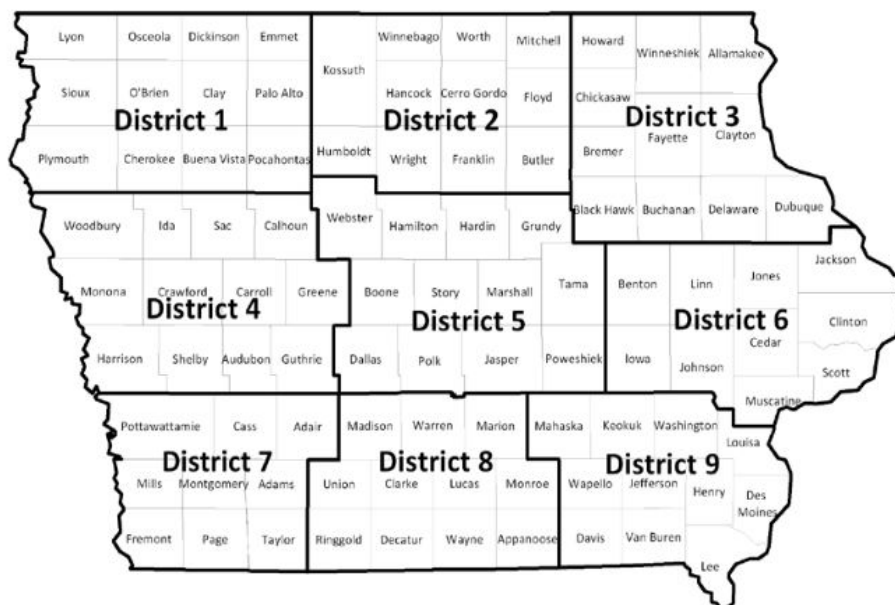 Lyon Osceola Dickinson Emmet Winnebago Worth Mitchell Howard Winneshiek Allamakee
Kossuth
Sioux O'Brien Clay Palo Alto Hancock Cerro Gordo Floyd Chickasaw
District 1 District 2 District 3
Fayette Clayton
Plymouth Cherokee Buena Vista Pocahontas Humboldt Wright Franklin Butler Bremer
Woodbury Ida Sac Calhoun Webster Hamilton Hardin Grundy Black Hawk Buchanan Delaware Dubuque
Jackson
Monona Crawford Carroll Greene Boone Story Marshall Tama Benton Linn Jones
District 4 District 5 District 6
Clinton
Cedar
Harrison Shelby Audubon Guthrie Dallas Polk Jasper Poweshiek Iowa Johnson Scott
Muscatine
Pottawattamie Cass Adair Madison Warren Marion Mahaska Keokuk Washington Louisa
District 7 District 8 District 9
Mills Montgomery Adams Union Clarke Lucas Monroe Wapello Jefferson Henry Des
Moines
Fremont Page Taylor Ringgold Decatur Wayne Appanoose Davis Van Buren
Lee